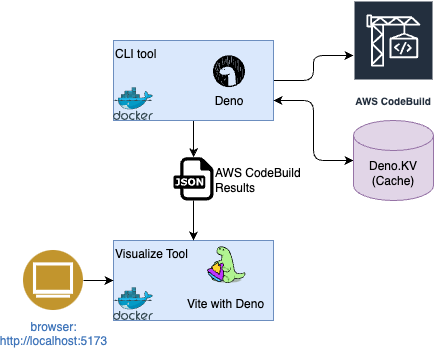 CLI tool
Deno
docker
AWS CodeBuild
Deno.KV
(Cache)
JSON
AWS CodeBuild
Results
Visualize Tool
Vite with Deno
docker
browser:
http://localhost:5173